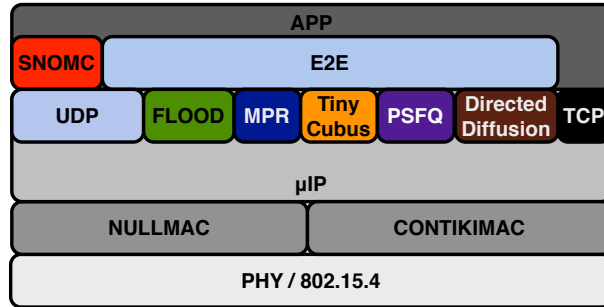 APP
SNOMC
E2E
UDP
FLOOD
MPR
Tiny
Cubus
PSFQ
Directed
Diffusion
TCP
µIP
NULLMAC
CONTIKIMAC
PHY / 802.15.4